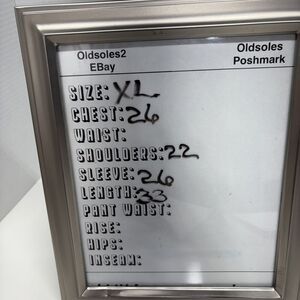 Oldsoles2 Oldsoles
EBay Poshmark
SIZE: XL
CHEST: 26
WAIST:
SHOULDERS: 22
SLEEVE: 26
LENGTH: 33
PANT WAIST:
RISE:
HIPS:
INSEAM: